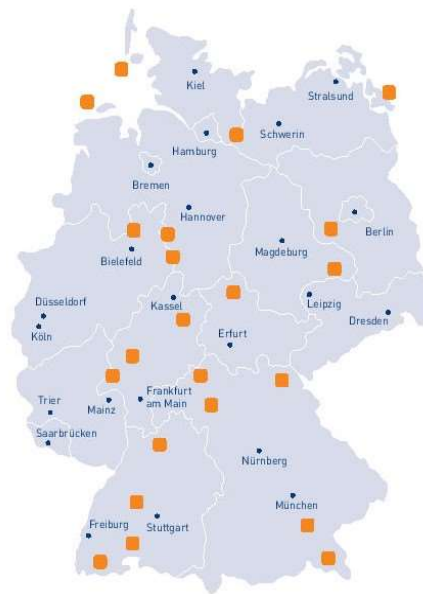 Kiel
Stralsund
Schwerin
Hamburg
Bremen
Hannover
Berlin
Magdeburg
Bielefeld
Düsseldorf
Kassel
Leipzig
Dresden
Köln
Erfurt
Trier
Mainz
Frankfurt
am Main
Saarbrücken
Nürnberg
München
Freiburg
Stuttgart